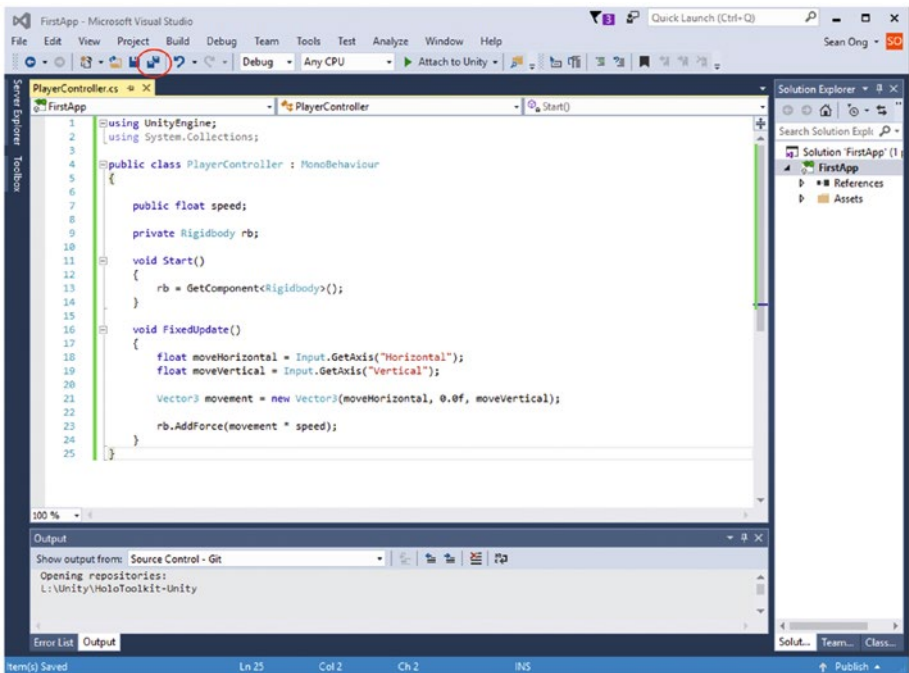 FirstApp - Microsoft Visual Studio
Quick Launch (Ctrl+Q)
File Edit View Project Build Debug Team Tools Test Analyze Window Help
Sean Ong
SO
Debug Any CPU Attach to Unity
Server Explorer
Toolbox
PlayerController.cs
FirstApp PlayerController Start()
1 using UnityEngine;
2 using System.Collections;
3
4 public class PlayerController : MonoBehaviour
5 {
6
7 public float speed;
8
9 private Rigidbody rb;
10
11 void Start()
12 {
13 rb = GetComponent<Rigidbody>();
14 }
15
16 void FixedUpdate()
17 {
18 float moveHorizontal = Input.GetAxis("Horizontal");
19 float moveVertical = Input.GetAxis("Vertical");
20
21 Vector3 movement = new Vector3(moveHorizontal, 0.0f, moveVertical);
22
23 rb.AddForce(movement * speed);
24 }
25 }
100 %
Output
Show output from: Source Control - Git
Opening repositories:
L:\Unity\HoloToolkit-Unity
Error List Output
Solution Explorer
Search Solution Explo
Solution 'FirstApp' (1
FirstApp
References
Assets
Solut... Team... Class...
Item(s) Saved Ln 25 Col 2 Ch 2 INS Publish